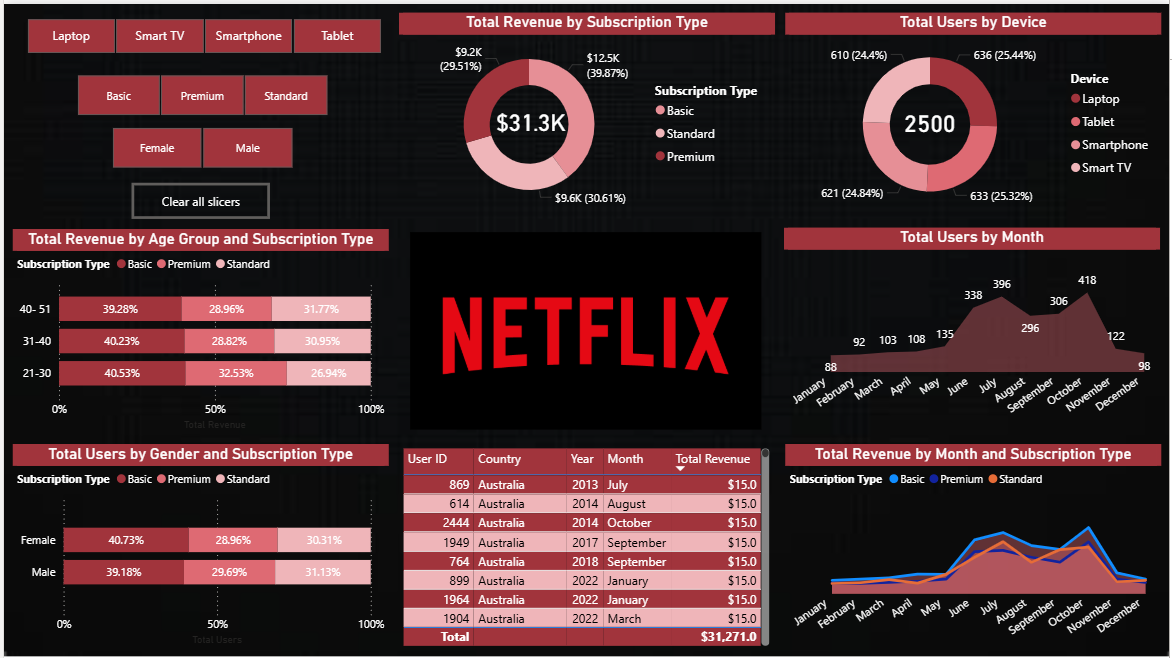 Laptop
Smart TV
Smartphone
Tablet
Basic
Premium
Standard
Female
Male
Clear all slicers
Total Revenue by Subscription Type
$9.2K
(29.51%)
$12.5K
(39.87%)
$31.3K
$9.6K (30.61%)
Subscription Type
Basic
Standard
Premium
Total Users by Device
610 (24.4%)
636 (25.44%)
2500
621 (24.84%)
633 (25.32%)
Device
Laptop
Tablet
Smartphone
Smart TV
Total Revenue by Age Group and Subscription Type
Subscription Type Basic Premium Standard
40- 51 39.28% 28.96% 31.77%
31-40 40.23% 28.82% 30.95%
21-30 40.53% 32.53% 26.94%
0% 50% 100%
Total Revenue
NETFLIX
Total Users by Month
88 92 103 108 135 338 396 296 306 418 122 98
January February March April May June July August September October November December
Total Users by Gender and Subscription Type
Subscription Type Basic Premium Standard
Female 40.73% 28.96% 30.31%
Male 39.18% 29.69% 31.13%
0% 50% 100%
Total Users
User ID Country Year Month Total Revenue
869 Australia 2013 July $15.0
614 Australia 2014 August $15.0
2444 Australia 2014 October $15.0
1949 Australia 2017 September $15.0
764 Australia 2018 September $15.0
899 Australia 2022 January $15.0
1964 Australia 2022 January $15.0
1904 Australia 2022 March $15.0
Total $31,271.0
Total Revenue by Month and Subscription Type
Subscription Type Basic Premium Standard
January February March April May June July August September October November December